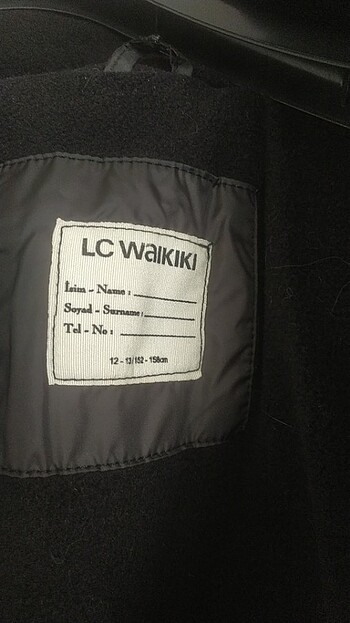 LC WAIKIKI
İsim - Name :
Soyad - Surname :
Tel - No :
12 - 13/152 - 158cm